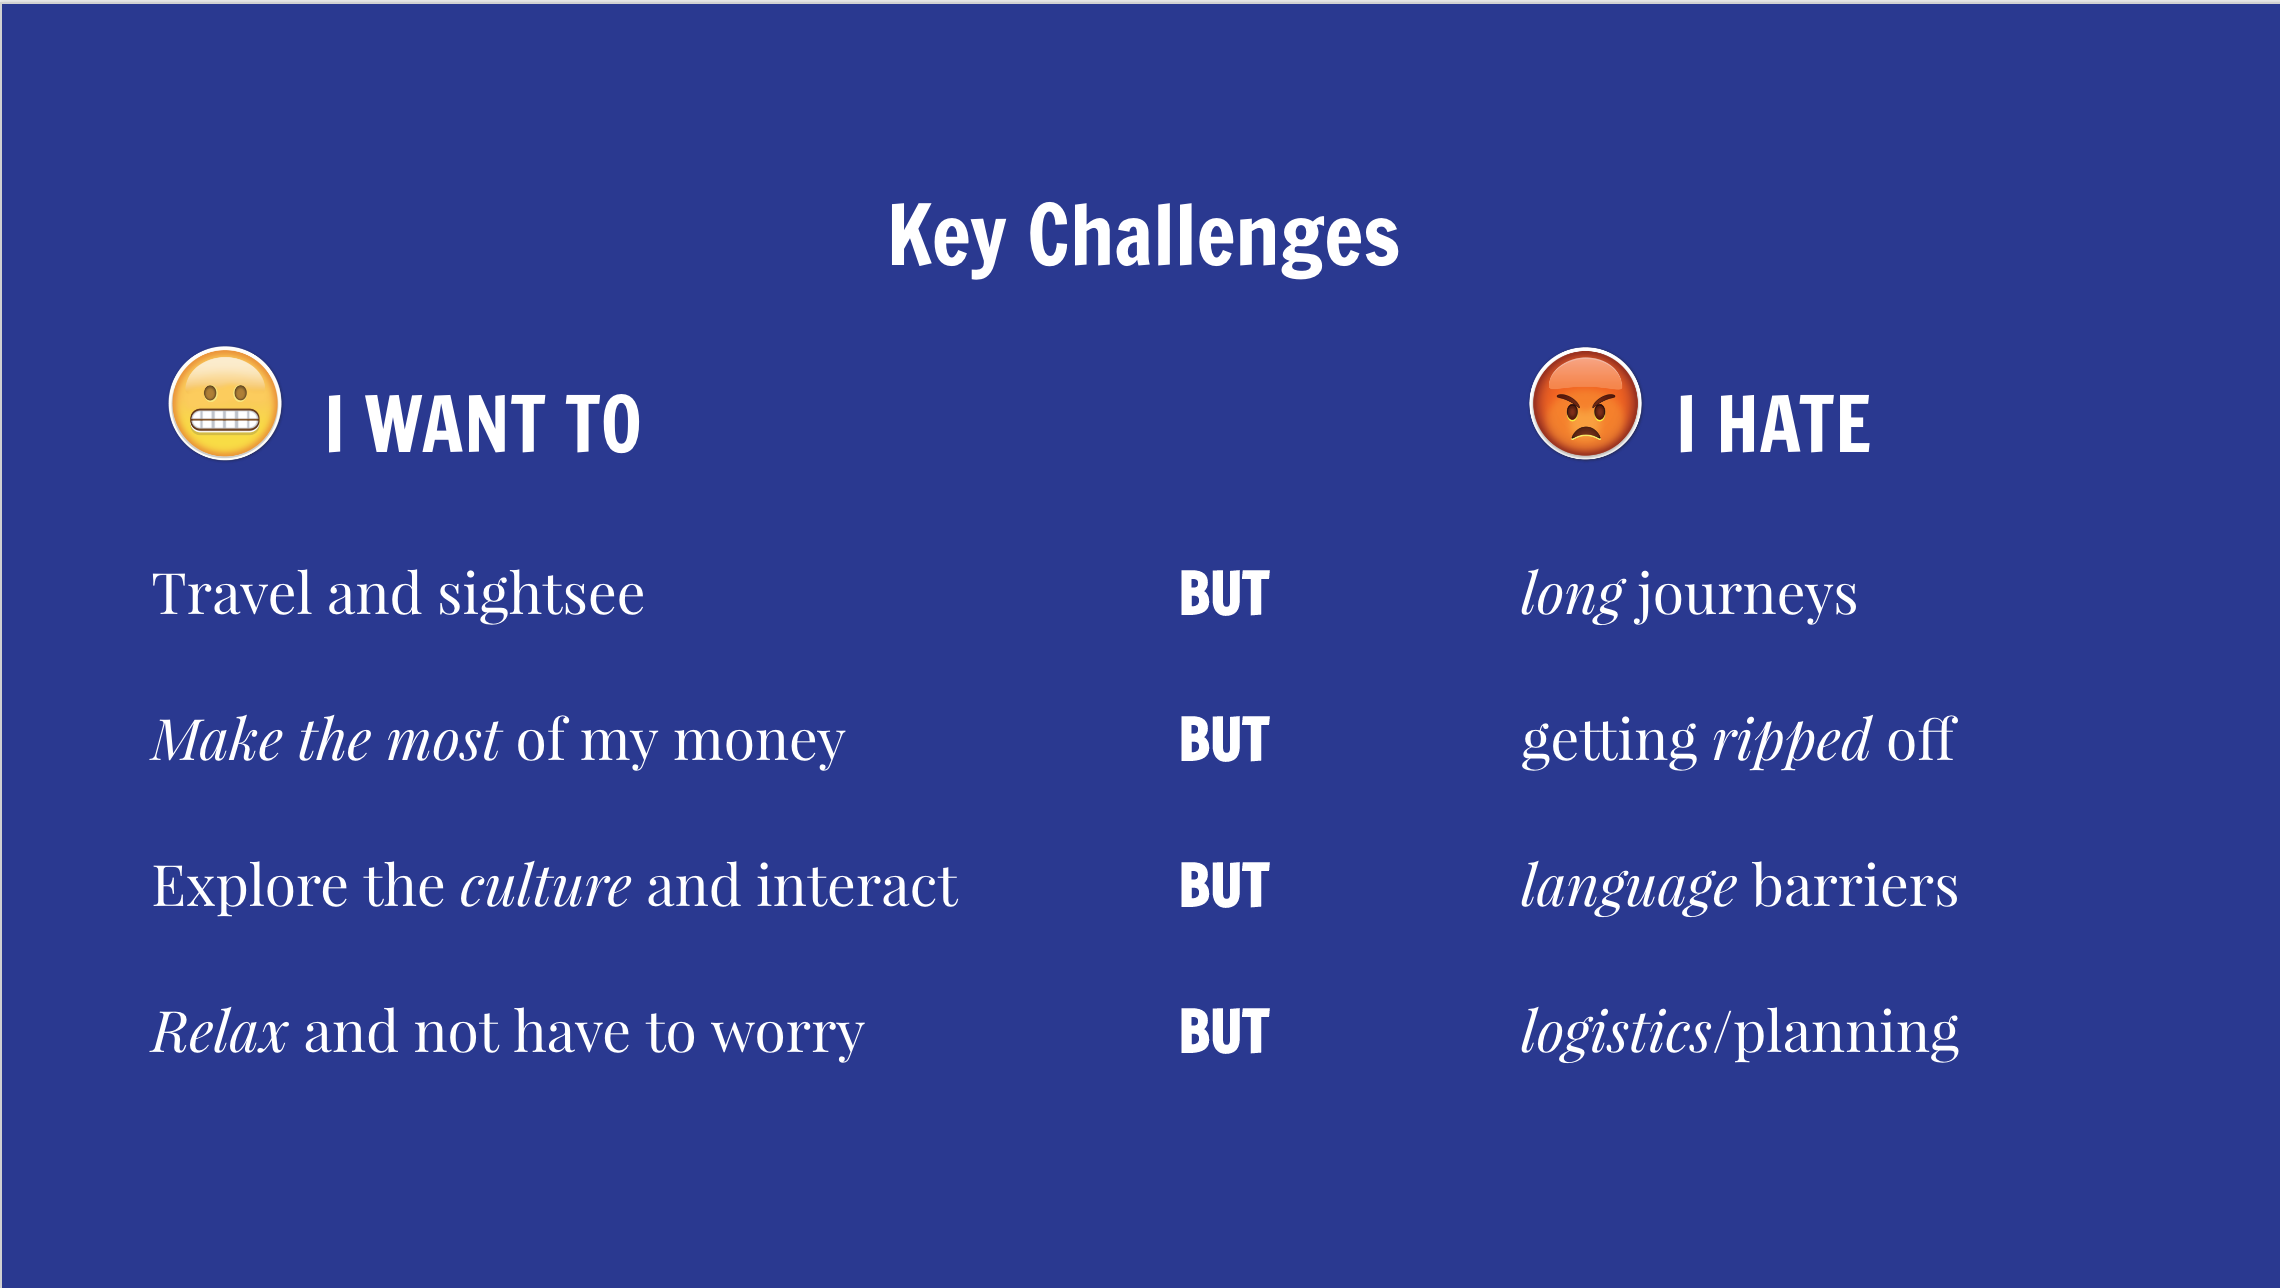 Key Challenges
I WANT TO
I HATE
Travel and sightsee BUT long journeys
Make the most of my money BUT getting ripped off
Explore the culture and interact BUT language barriers
Relax and not have to worry BUT logistics/planning